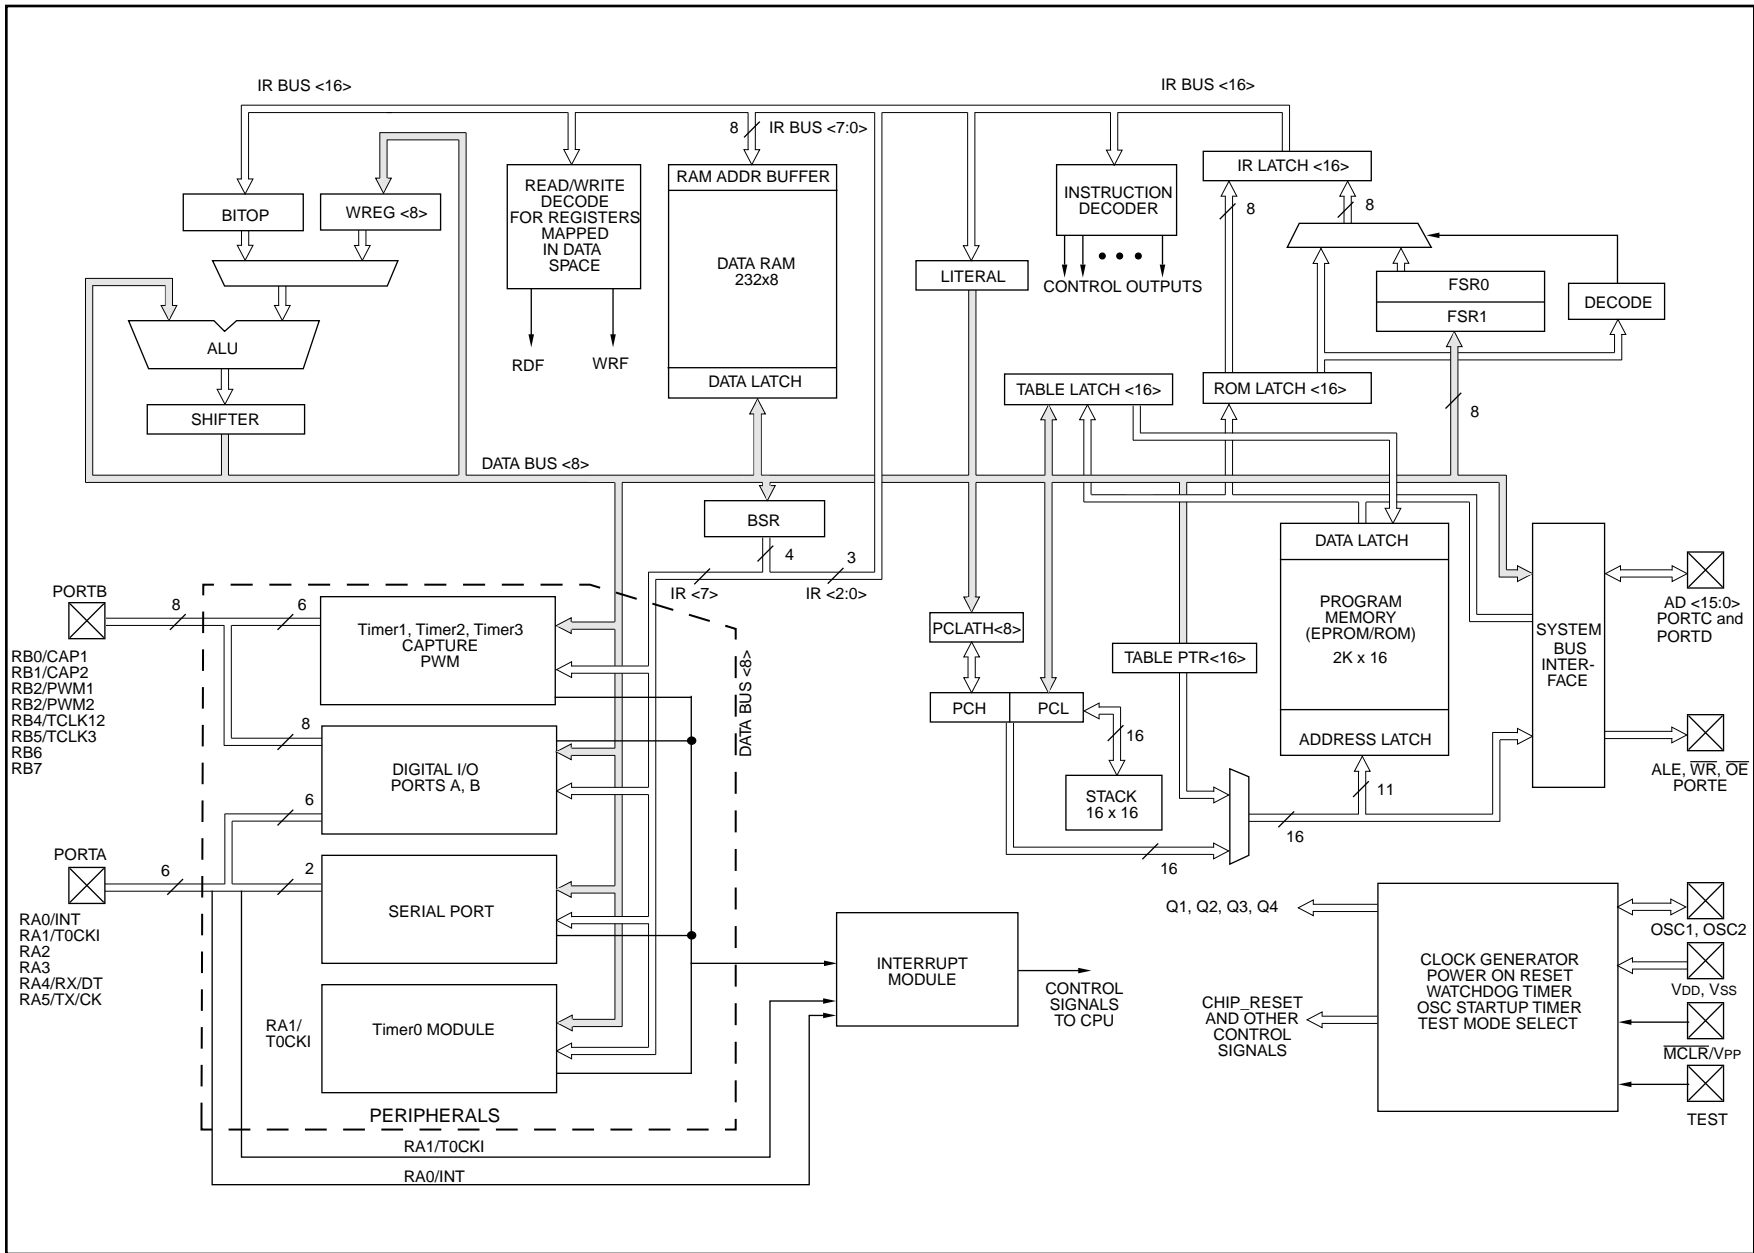 IR BUS <16>
IR BUS <16>
8
IR BUS <7:0>
BITOP
WREG <8>
READ/WRITE
DECODE
FOR REGISTERS
MAPPED
IN DATA
SPACE
RDF
WRF
RAM ADDR BUFFER
DATA RAM
232x8
DATA LATCH
LITERAL
INSTRUCTION
DECODER
CONTROL OUTPUTS
IR LATCH <16>
8
8
FSR0
FSR1
DECODE
ALU
SHIFTER
TABLE LATCH <16>
ROM LATCH <16>
8
DATA BUS <8>
BSR
4
3
IR <7>
IR <2:0>
PORTB
8
6
RB0/CAP1
RB1/CAP2
RB2/PWM1
RB2/PWM2
RB4/TCLK12
RB5/TCLK3
RB6
RB7
Timer1, Timer2, Timer3
CAPTURE
PWM
DATA BUS <8>
8
DIGITAL I/O
PORTS A, B
6
PORTA
6
2
RA0/INT
RA1/T0CKI
RA2
RA3
RA4/RX/DT
RA5/TX/CK
SERIAL PORT
RA1/
T0CKI
Timer0 MODULE
PERIPHERALS
RA1/T0CKI
RA0/INT
INTERRUPT
MODULE
CONTROL
SIGNALS
TO CPU
PCLATH<8>
PCH
PCL
16
STACK
16 x 16
16
TABLE PTR<16>
DATA LATCH
PROGRAM
MEMORY
(EPROM/ROM)
2K x 16
ADDRESS LATCH
11
16
SYSTEM
BUS
INTER-
FACE
AD <15:0>
PORTC and
PORTD
ALE, WR, OE
PORTE
Q1, Q2, Q3, Q4
CHIP_RESET
AND OTHER
CONTROL
SIGNALS
CLOCK GENERATOR
POWER ON RESET
WATCHDOG TIMER
OSC STARTUP TIMER
TEST MODE SELECT
OSC1, OSC2
VDD, VSS
MCLR/VPP
TEST